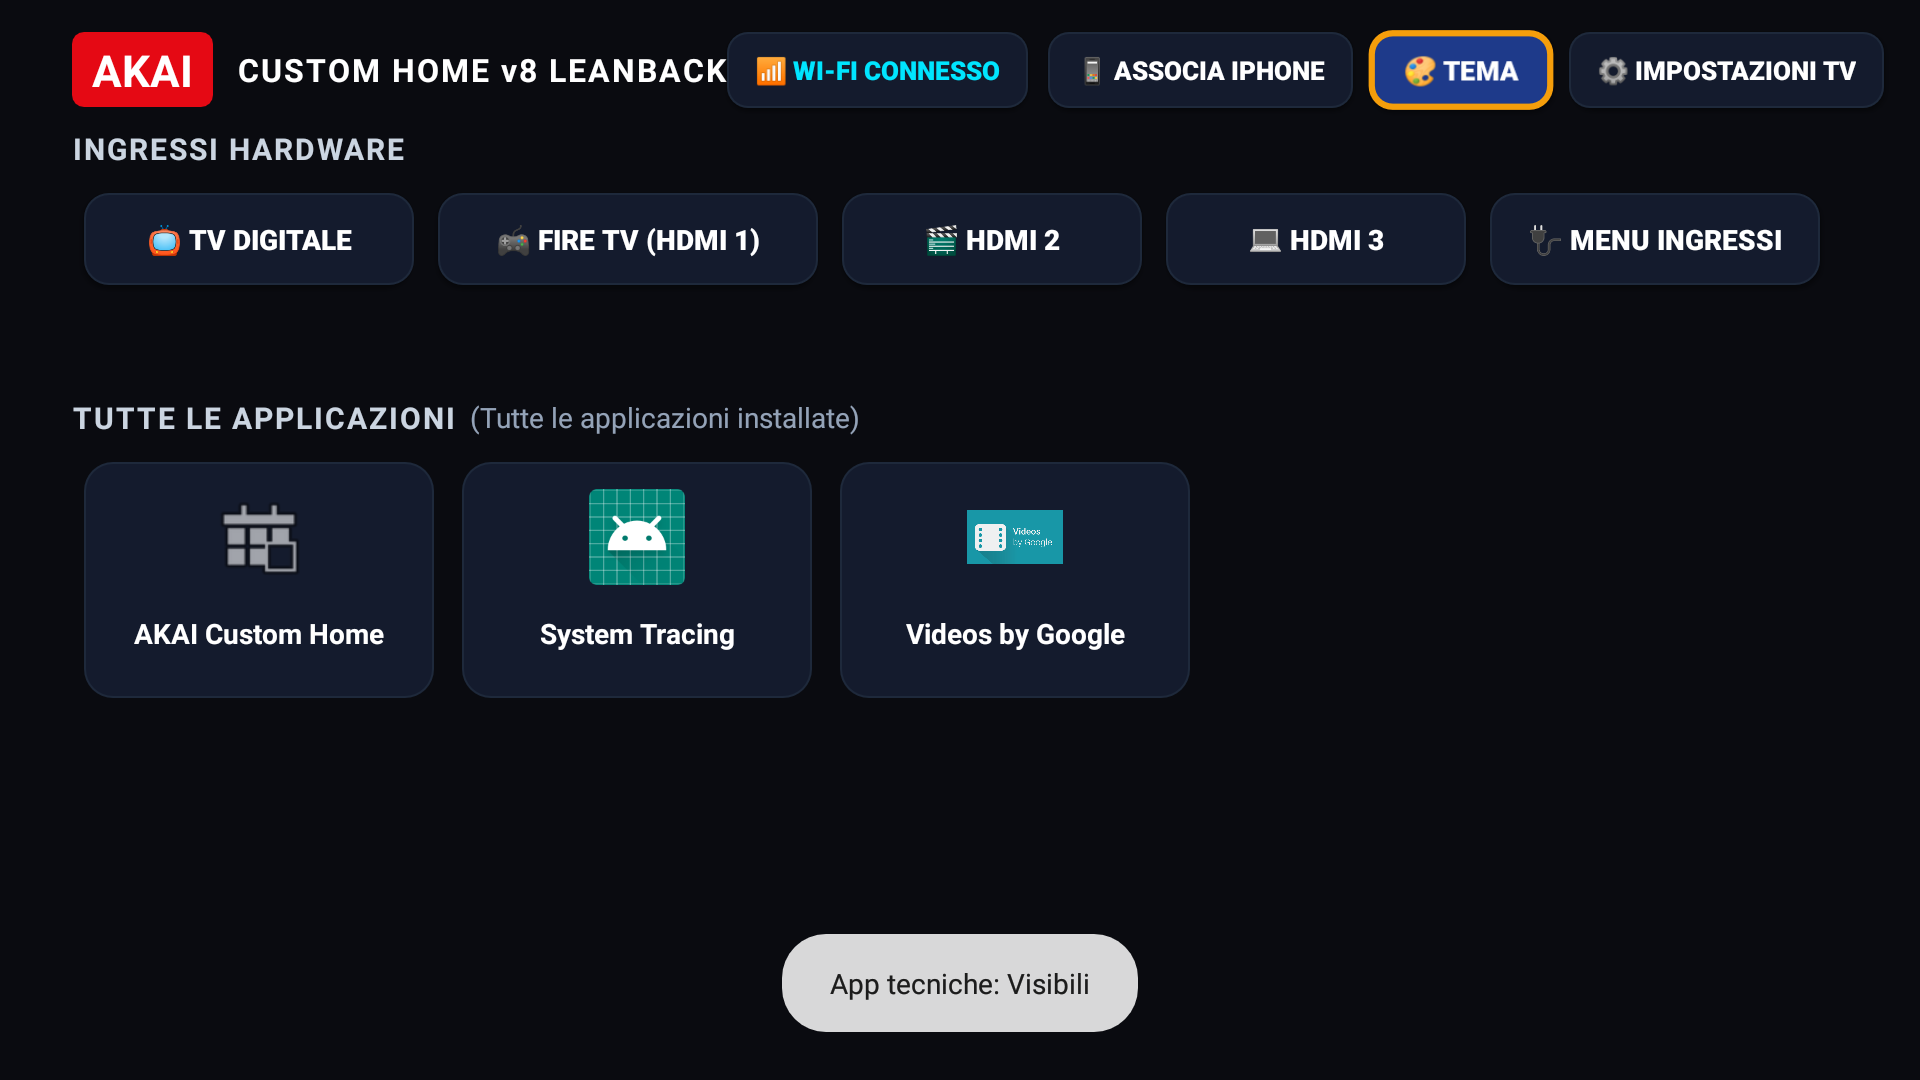 AKAI CUSTOM HOME v8 LEANBACK WI-FI CONNESSO ASSOCIA IPHONE TEMA IMPOSTAZIONI TV
INGRESSI HARDWARE
TV DIGITALE FIRE TV (HDMI 1) HDMI 2 HDMI 3 MENU INGRESSI
TUTTE LE APPLICAZIONI (Tutte le applicazioni installate)
Videos
by Google
AKAI Custom Home System Tracing Videos by Google
App tecniche: Visibili